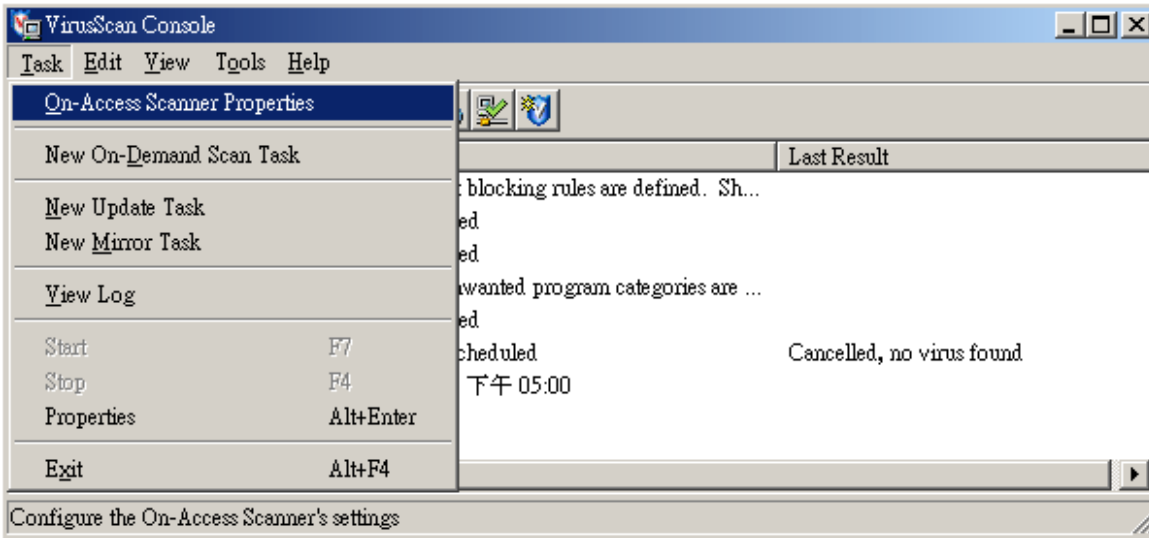 VirusScan Console
Task Edit View Tools Help
On-Access Scanner Properties
New On-Demand Scan Task
New Update Task
New Mirror Task
View Log
Start F7
Stop F4
Properties Alt+Enter
Exit Alt+F4
Last Result
blocking rules are defined. Sh...
ed
ed
program categories are ...
ed
Cancelled, no virus found
下午 05:00
Configure the On-Access Scanner's settings